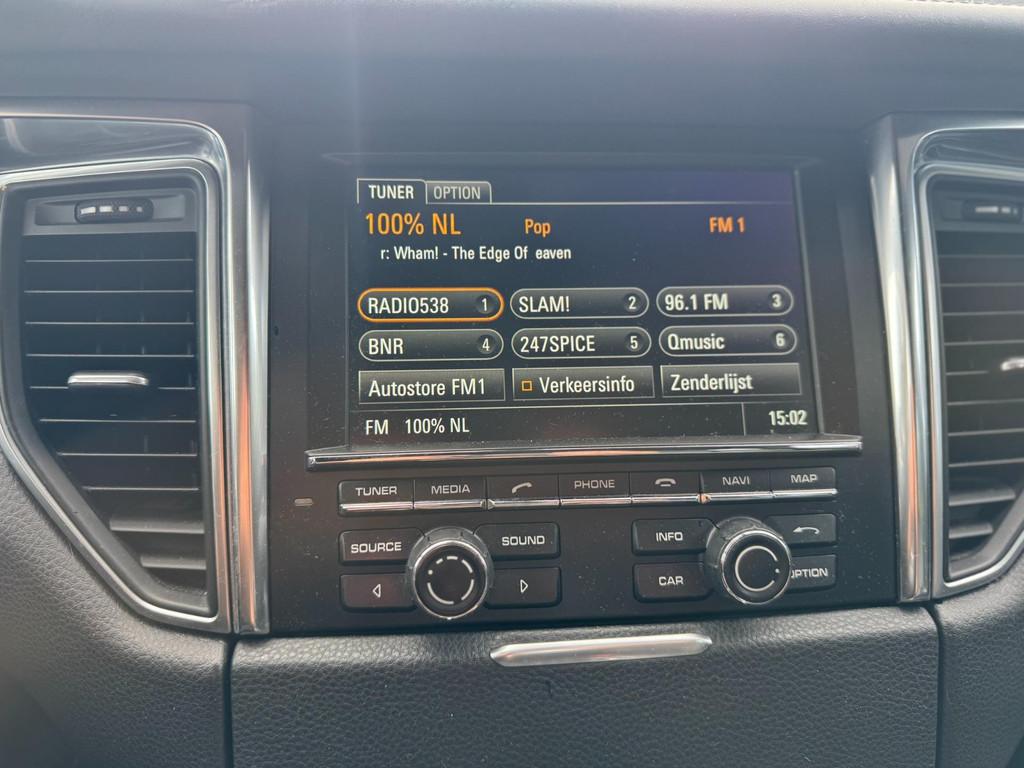 TUNER OPTION
100% NL Pop FM 1
r: Wham! - The Edge Of eaven
RADIO538 1 SLAM! 2 96.1 FM 3
BNR 4 247SPICE 5 Qmusic 6
Autostore FM1 Verkeersinfo Zenderlijst
FM 100% NL 15:02
TUNER MEDIA PHONE NAVI MAP
SOURCE SOUND INFO
CAR OPTION